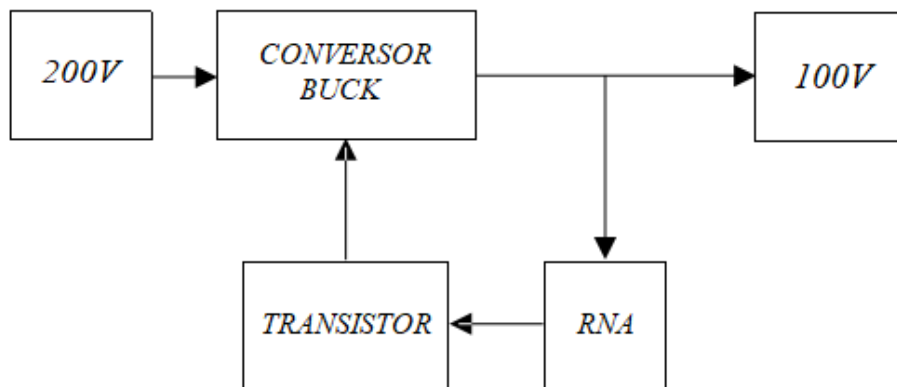 200V
CONVERSOR
BUCK
100V
TRANSISTOR
RNA